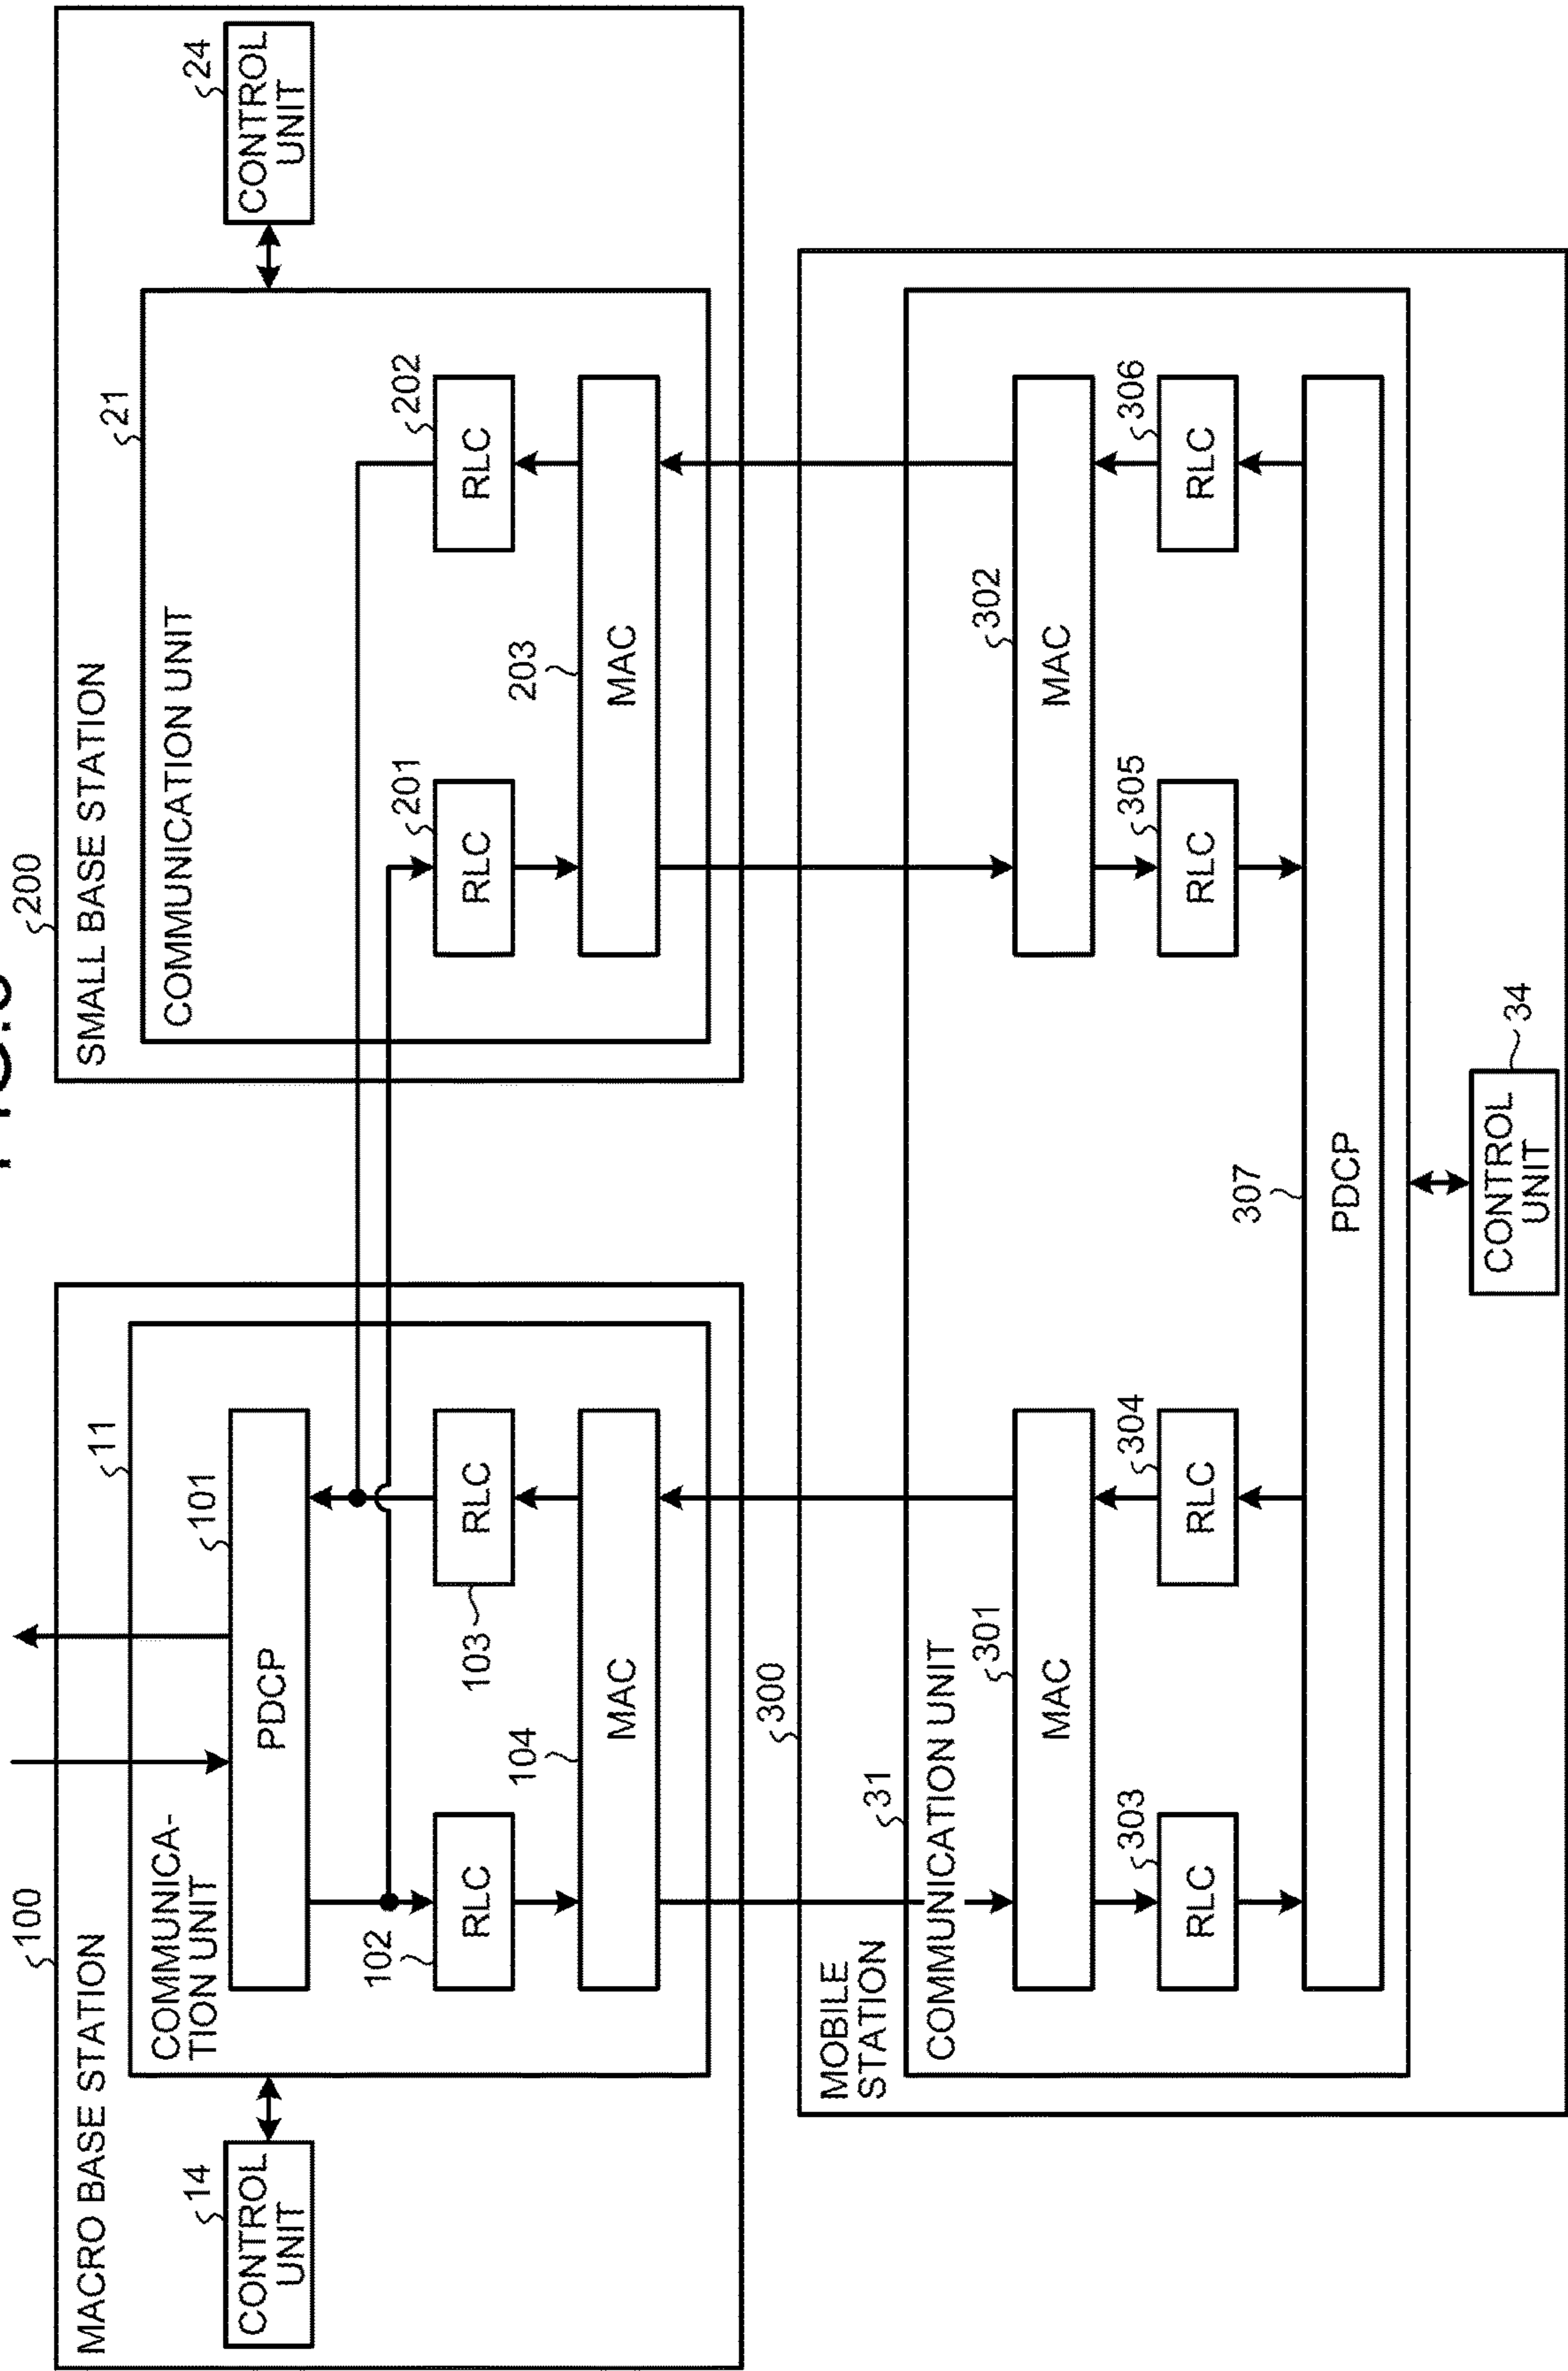 FIG.
100
MACRO BASE STATION
14
CONTROL
UNIT
11
COMMUNICA-
TION UNIT
101
PDCP
102
RLC
103
RLC
104
MAC
200
SMALL BASE STATION
21
COMMUNICATION UNIT
24
CONTROL
UNIT
201
RLC
202
RLC
203
MAC
300
MOBILE
STATION
31
COMMUNICATION UNIT
301
MAC
302
MAC
303
RLC
304
RLC
305
RLC
306
RLC
307
PDCP
34
CONTROL
UNIT